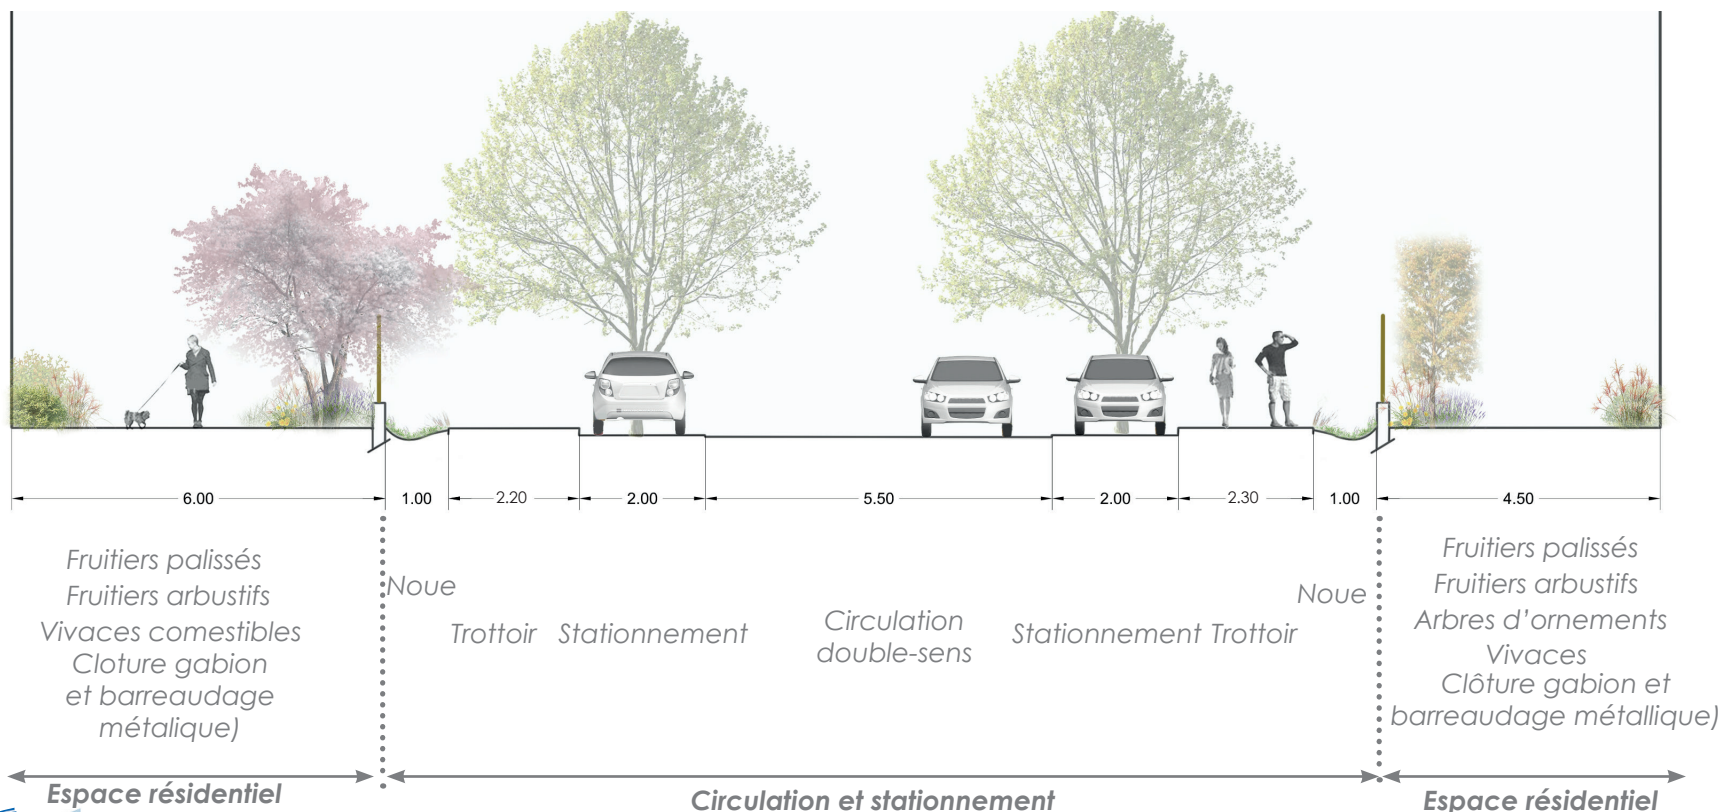 6.00
1.00
2.20
2.00
5.50
2.00
2.30
1.00
4.50
Fruitiers palissés
Fruitiers arbustifs
Vivaces comestibles
Cloture gabion
et barreaudage
métalique)
Noue
Trottoir
Stationnement
Circulation
double-sens
Stationnement
Trottoir
Noue
Fruitiers palissés
Fruitiers arbustifs
Arbres d’ornements
Vivaces
Clôture gabion et
barreaudage métallique)
Espace résidentiel
Circulation et stationnement
Espace résidentiel